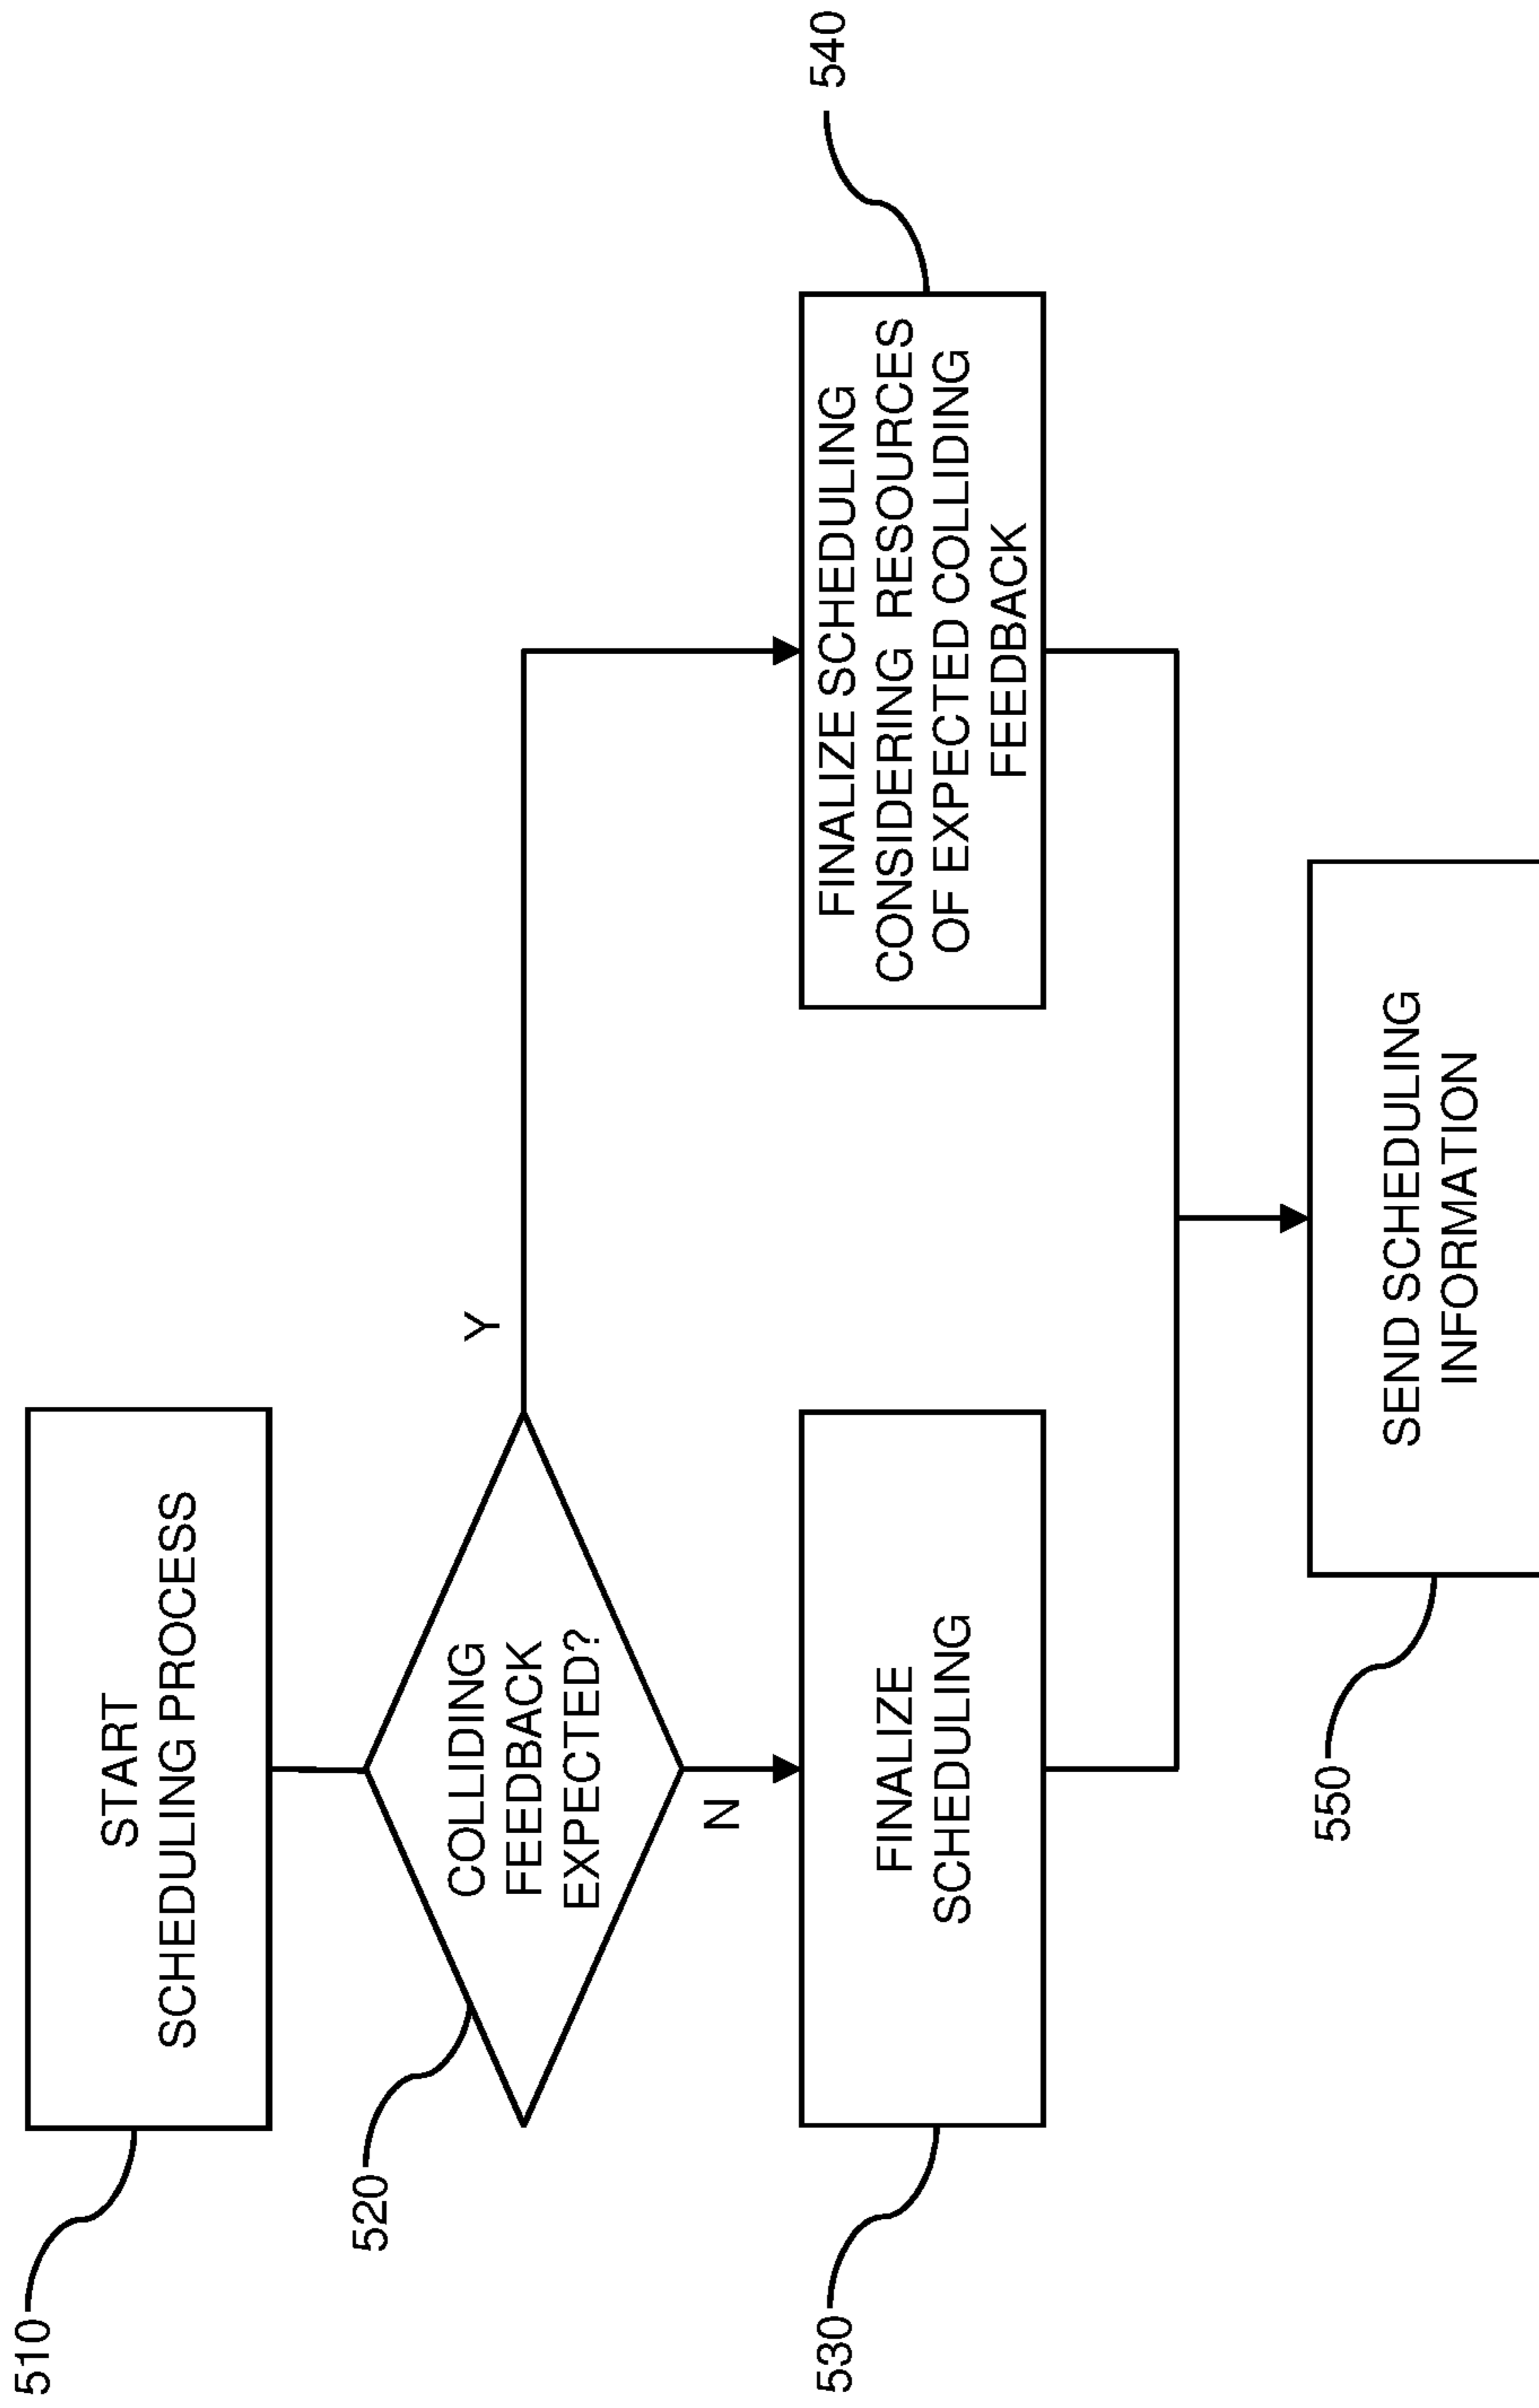 510
START
SCHEDULING PROCESS
520
COLLIDING
FEEDBACK
EXPECTED?
Y
N
530
FINALIZE
SCHEDULING
540
FINALIZE SCHEDULING
CONSIDERING RESOURCES
OF EXPECTED COLLIDING
FEEDBACK
550
SEND SCHEDULING
INFORMATION